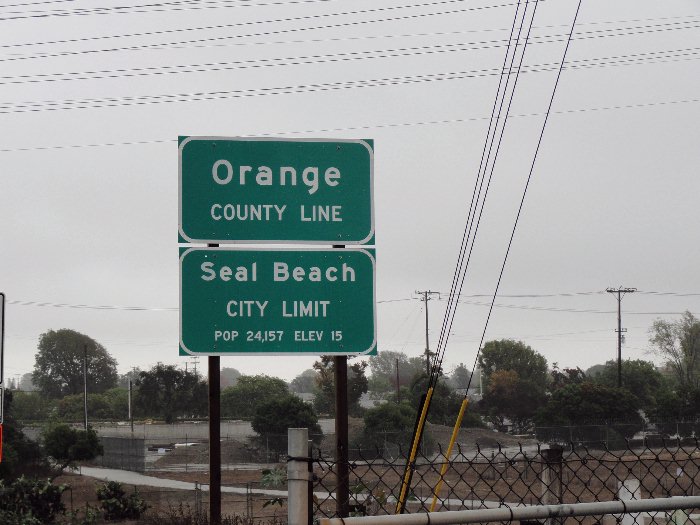 Orange
COUNTY LINE
Seal Beach
CITY LIMIT
POP 24,157 ELEV 15